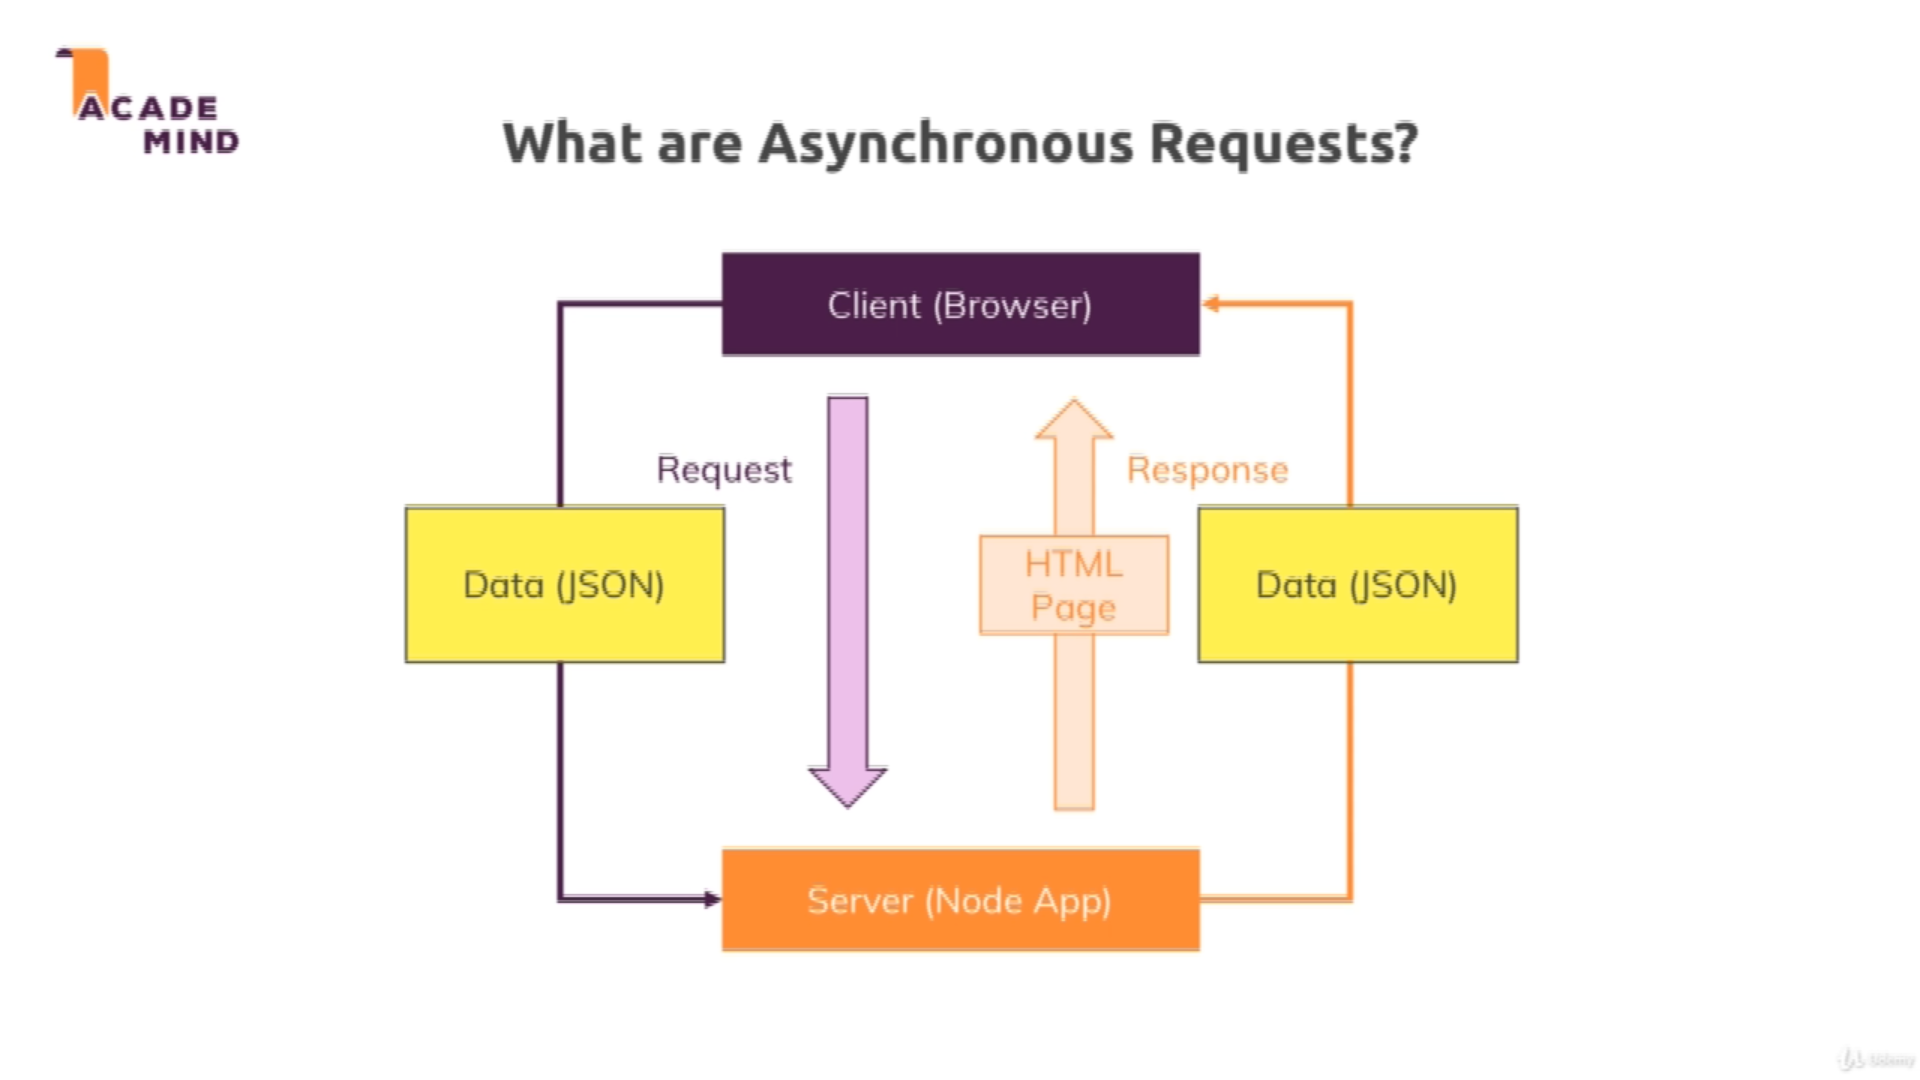 ACADE
MIND
What are Asynchronous Requests?
Client (Browser)
Request
Response
Data (JSON)
HTML
Page
Data (JSON)
Server (Node App)
Udemy